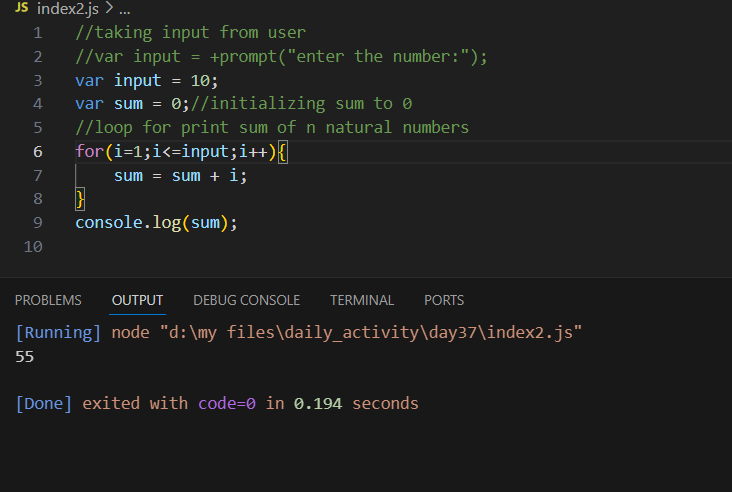 JS index2.js > ...
1 //taking input from user
2 //var input = +prompt("enter the number:");
3 var input = 10;
4 var sum = 0;//initializing sum to 0
5 //loop for print sum of n natural numbers
6 for(i=1;i<=input;i++){
7 sum = sum + i;
8 }
9 console.log(sum);
10
PROBLEMS OUTPUT DEBUG CONSOLE TERMINAL PORTS
[Running] node "d:\my files\daily_activity\day37\index2.js"
55
[Done] exited with code=0 in 0.194 seconds